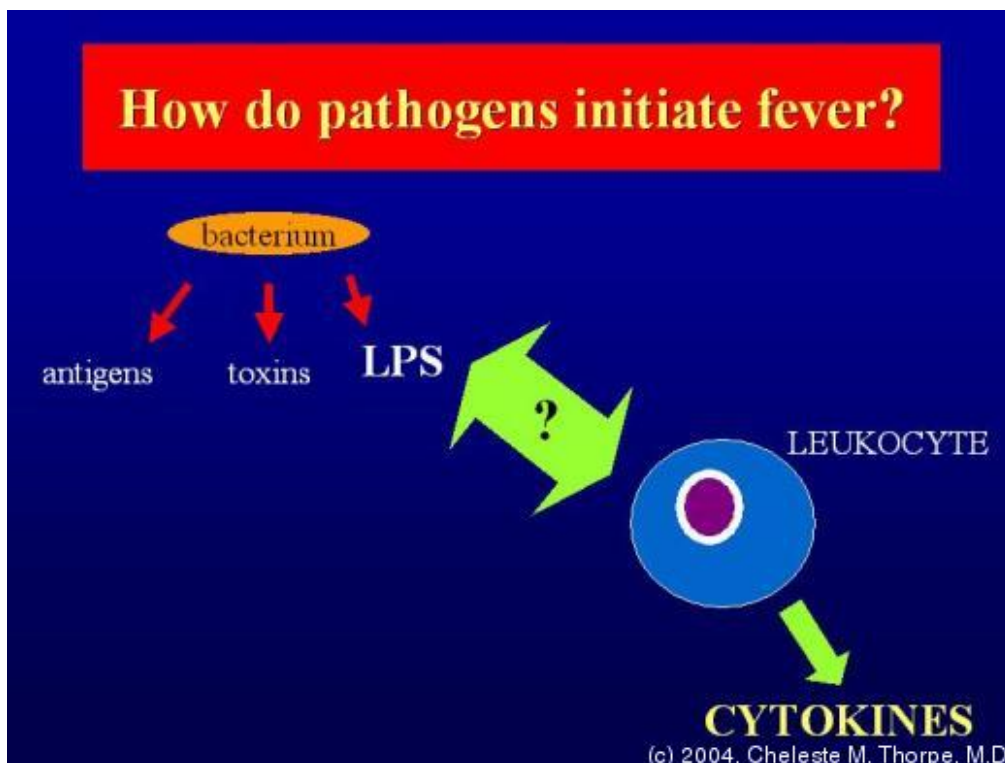 How do pathogens initiate fever?
bacterium
antigens
toxins
LPS
?
LEUKOCYTE
CYTOKINES
(c) 2004, Cheleste M. Thorpe, M.D